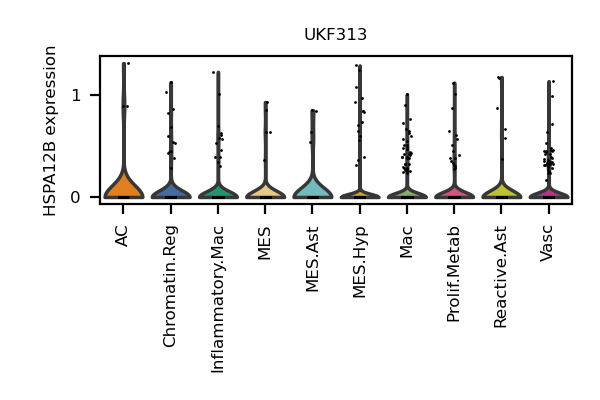 UKF313
HSPA12B expression
1
0
AC
Chromatin.Reg
Inflammatory.Mac
MES
MES.Ast
MES.Hyp
Mac
Prolif.Metab
Reactive.Ast
Vasc